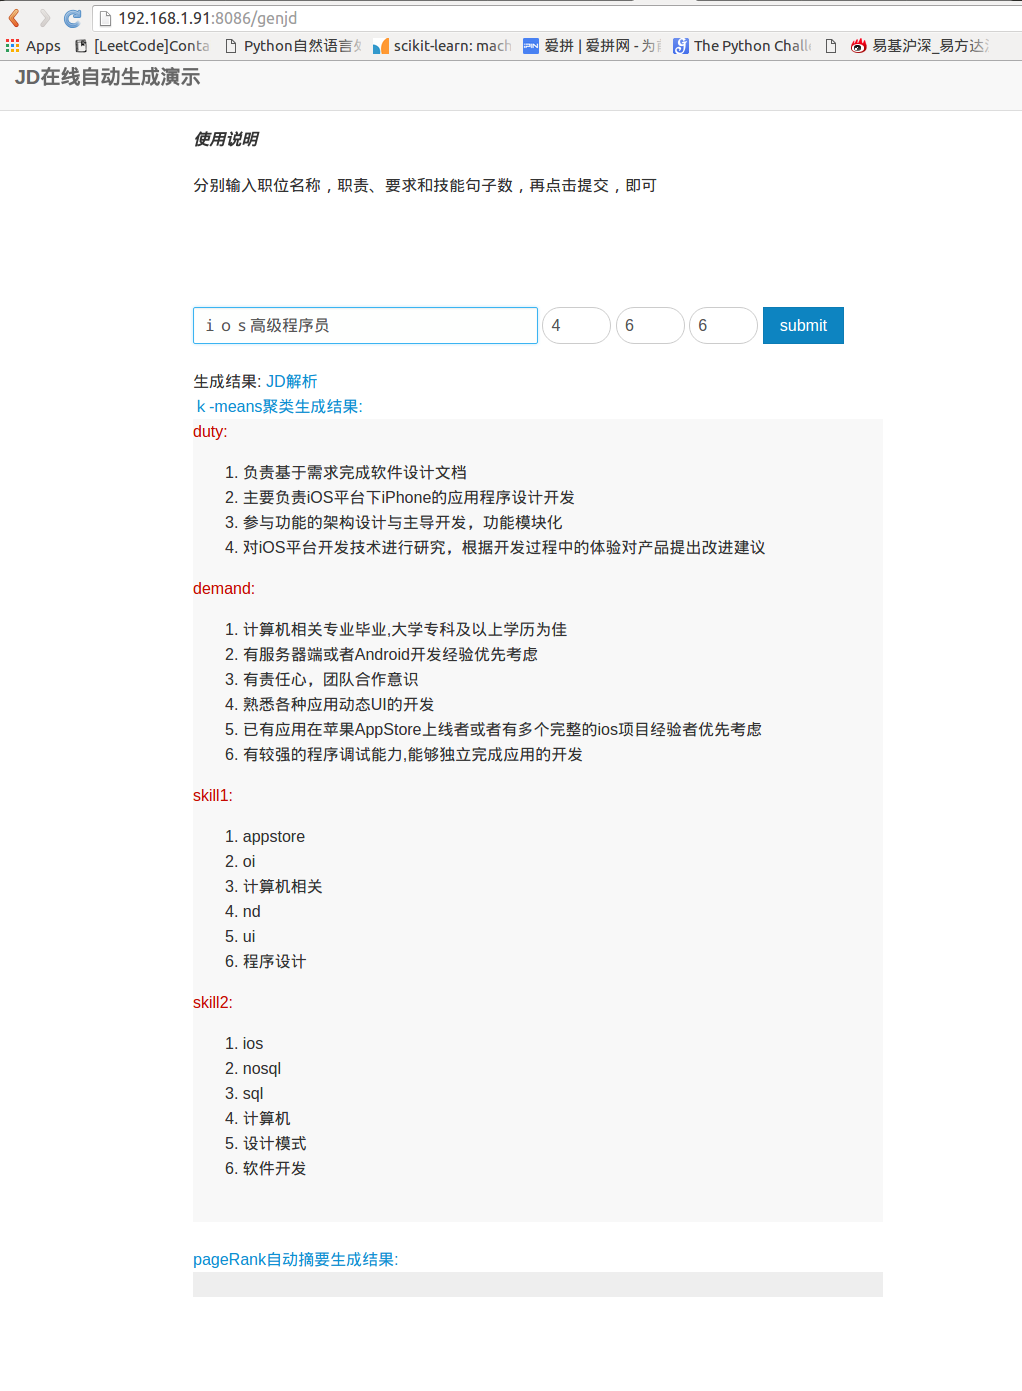 192.168.1.91:8086/genjd
Apps [LeetCode]Conta Python自然语言 scikit-learn: mach 爱拼 | 爱拼网 - 为 The Python Chall 易基沪深_易方达
JD在线自动生成演示
使用说明
分别输入职位名称，职责、要求和技能句子数，再点击提交，即可
ｉｏｓ高级程序员 4 6 6 submit
生成结果: JD解析
ｋ-means聚类生成结果:
duty:
1. 负责基于需求完成软件设计文档
2. 主要负责iOS平台下iPhone的应用程序设计开发
3. 参与功能的架构设计与主导开发，功能模块化
4. 对iOS平台开发技术进行研究，根据开发过程中的体验对产品提出改进建议
demand:
1. 计算机相关专业毕业,大学专科及以上学历为佳
2. 有服务器端或者Android开发经验优先考虑
3. 有责任心，团队合作意识
4. 熟悉各种应用动态UI的开发
5. 已有应用在苹果AppStore上线者或者有多个完整的ios项目经验者优先考虑
6. 有较强的程序调试能力,能够独立完成应用的开发
skill1:
1. appstore
2. oi
3. 计算机相关
4. nd
5. ui
6. 程序设计
skill2:
1. ios
2. nosql
3. sql
4. 计算机
5. 设计模式
6. 软件开发
pageRank自动摘要生成结果: